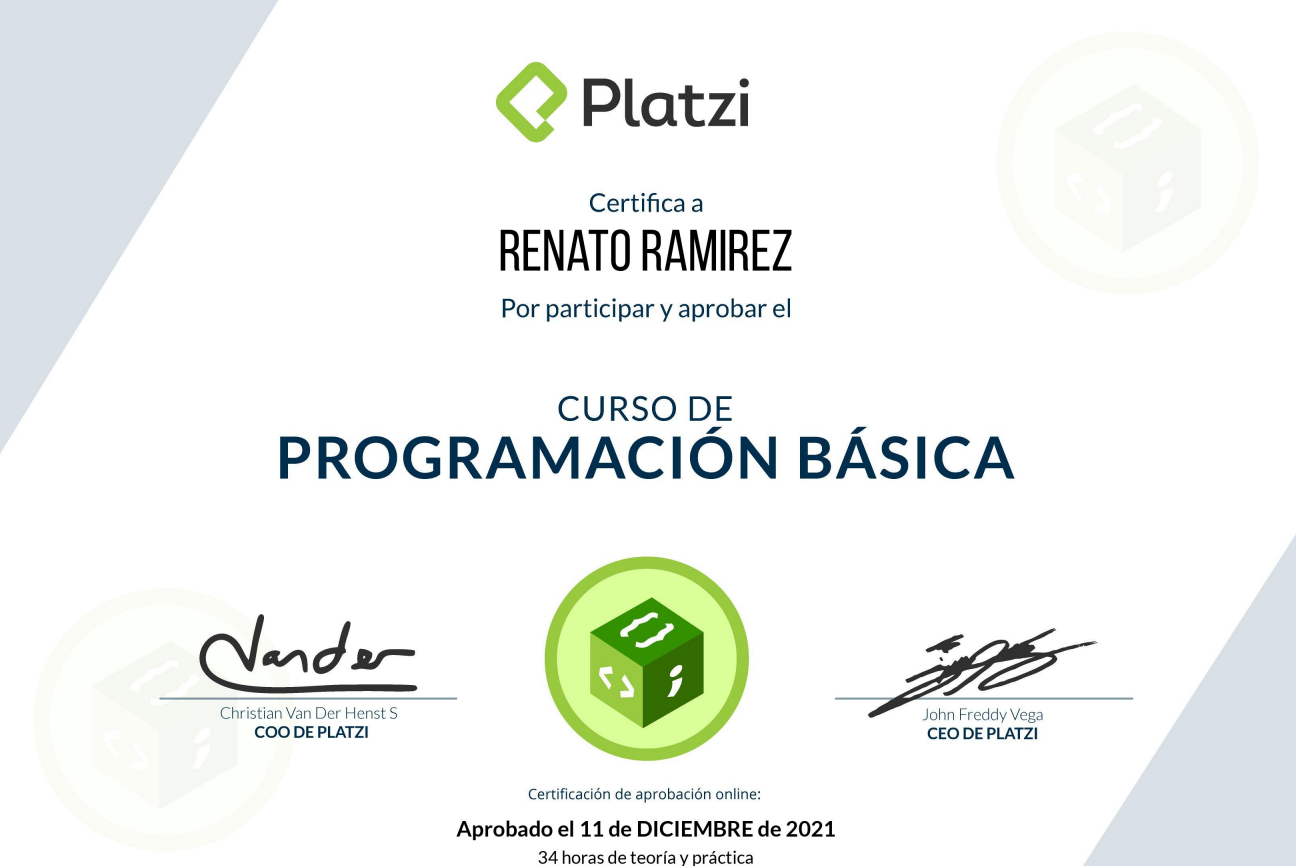 Platzi
Certifica a
RENATO RAMIREZ
Por participar y aprobar el
CURSO DE
PROGRAMACIÓN BÁSICA
Vander
Christian Van Der Henst S
COO DE PLATZI
John Freddy Vega
CEO DE PLATZI
Certificación de aprobación online:
Aprobado el 11 de DICIEMBRE de 2021
34 horas de teoría y práctica